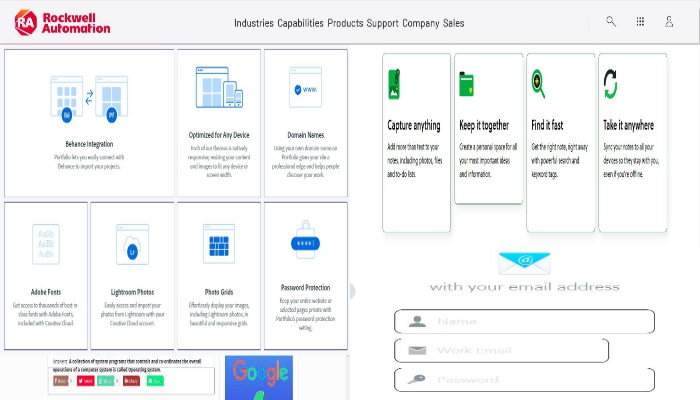 Rockwell
Automation
Industries Capabilities Products Support Company Sales
Bē
Pf
Behance Integration
Portfolio lets you easily connect with
Behance to import your projects.
Optimized for Any Device
Each of our themes is natively
responsive, resizing your content
and images to fit any device or
screen width.
www.
Domain Names
Using your own domain name on
Portfolio gives your site a
professional edge and helps people
discover your work.
AaBb
AaBb
AaBb
Adobe Fonts
Get access to thousands of best-in
class fonts with Adobe Fonts,
included with Creative Cloud.
Lr
Lightroom Photos
Easily access and import your
photos from Lightroom with your
Creative Cloud account.
Photo Grids
Effortlessly display your images,
including Lightroom photos, in
beautiful and responsive grids.
Password Protection
Keep your entire website or
selected pages private with
Portfolio's password protection
setting.
Answer: A collection of system programs that controls and co-ordinates the overall
operations of a computer system is called Operating system.
Google
Capture anything
Add more than text to your
notes, including photos, files
and to-do lists.
Keep it together
Create a personal space for all
your most important ideas
and information.
Find it fast
Get the right note, right away
with powerful search and
keyword tags.
Take it anywhere
Sync your notes to all your
devices so they stay with you,
even if you're offline.
@
with your email address
Name
Work Email
Password